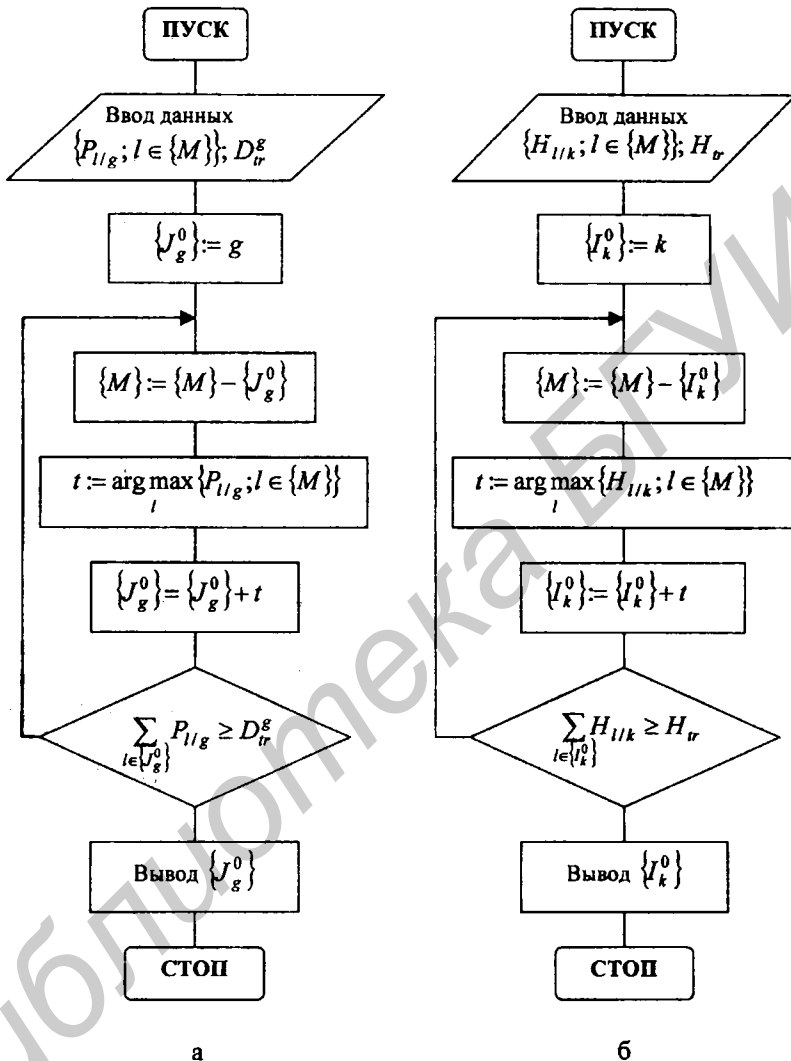 ПУСК
Ввод данных
{P_{l/g}; l ∈ {M}}; D_{tr}^g
{J_g^0} := g
{M} := {M} − {J_g^0}
t := arg max_l {P_{l/g}; l ∈ {M}}
{J_g^0} = {J_g^0} + t
∑_{l∈{J_g^0}} P_{l/g} ≥ D_{tr}^g
Вывод {J_g^0}
СТОП
а
ПУСК
Ввод данных
{H_{l/k}; l ∈ {M}}; H_{tr}
{I_k^0} := k
{M} := {M} − {I_k^0}
t := arg max_l {H_{l/k}; l ∈ {M}}
{I_k^0} := {I_k^0} + t
∑_{l∈{I_k^0}} H_{l/k} ≥ H_{tr}
Вывод {I_k^0}
СТОП
б
блиотека БГУИ